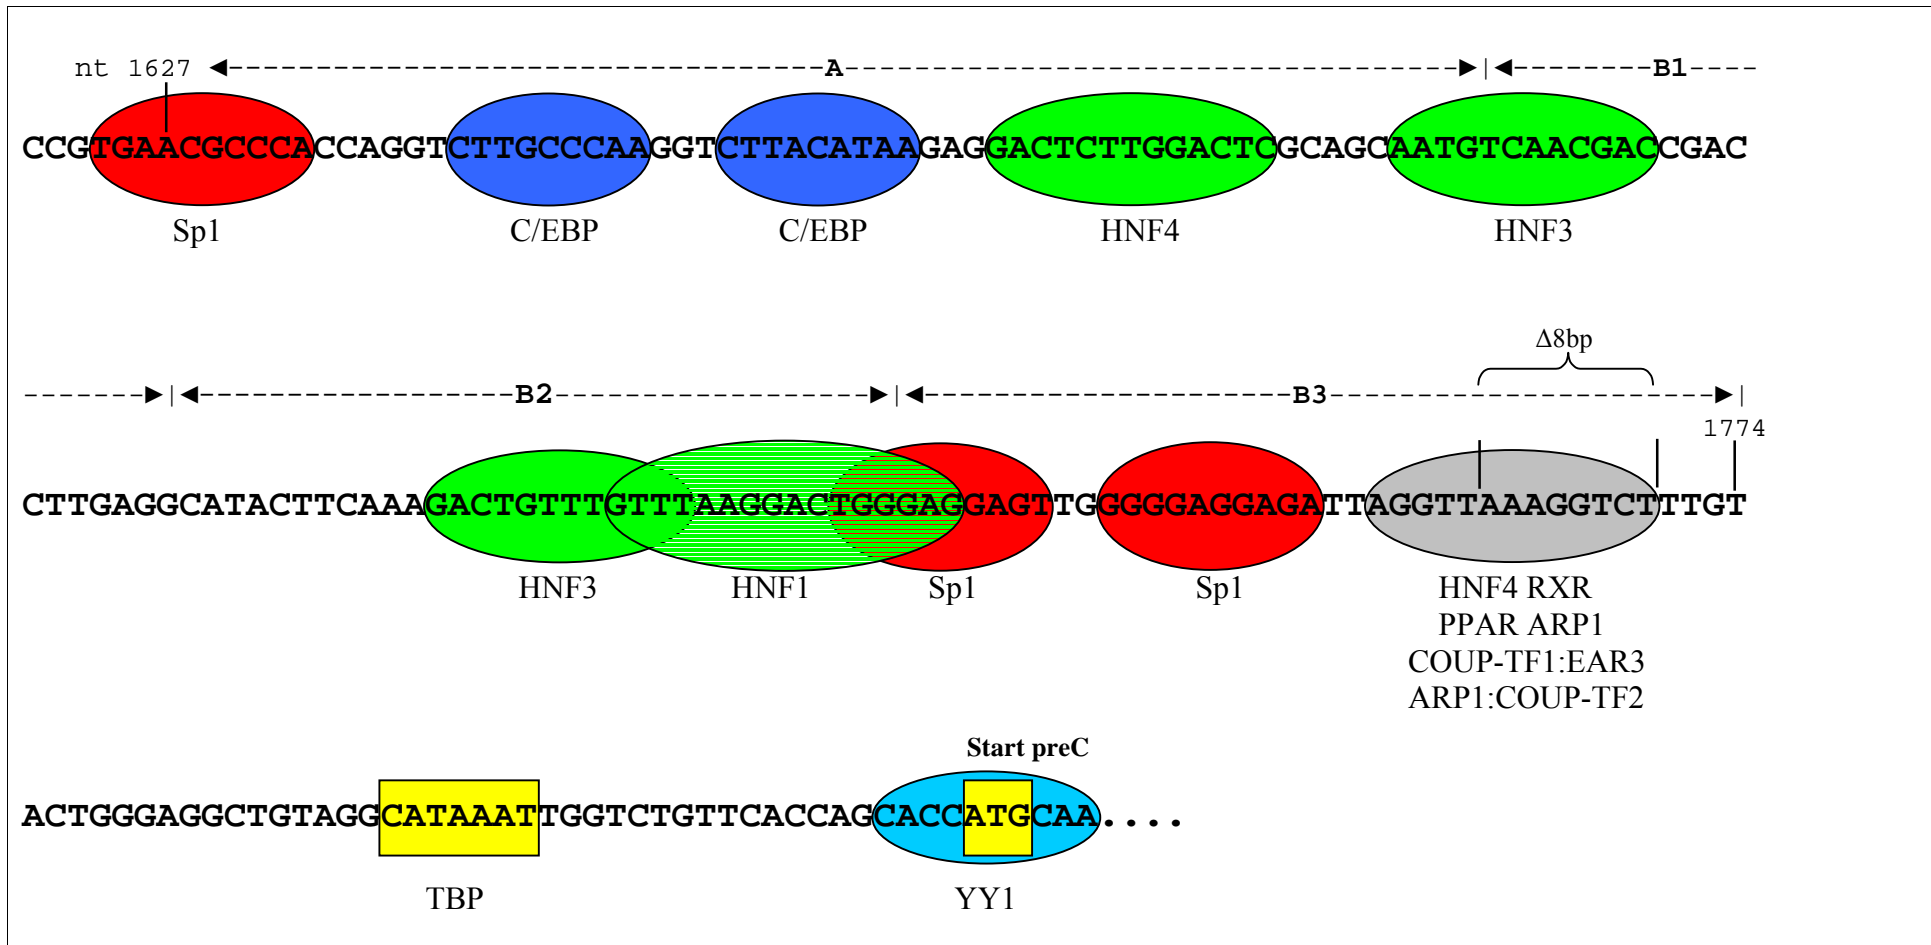 nt 1627 ◄----------------------------A-----------------------------►|◄--------B1----
CCGTGAACGCCCACCAGGTCTTGCCCAAGGTCTTACATAAGAGGACTCTTGGACTCGCAGCAATGTCAACGACCGAC
Sp1 C/EBP C/EBP HNF4 HNF3
Δ8bp
-------►|◄--------------B2--------------►|◄-----------------B3------------------►|
1774
CTTGAGGCATACTTCAAAGACTGTTTGTTTAAGGACTGGGAGGAGTTGGGGGAGGAGATTAGGTTAAAGGTCTTTGT
HNF3 HNF1 Sp1 Sp1 HNF4 RXR
PPAR ARP1
COUP-TF1:EAR3
ARP1:COUP-TF2
Start preC
ACTGGGAGGCTGTAGGCATAAATTGGTCTGTTCACCAGCACCATGCAA....
TBP YY1